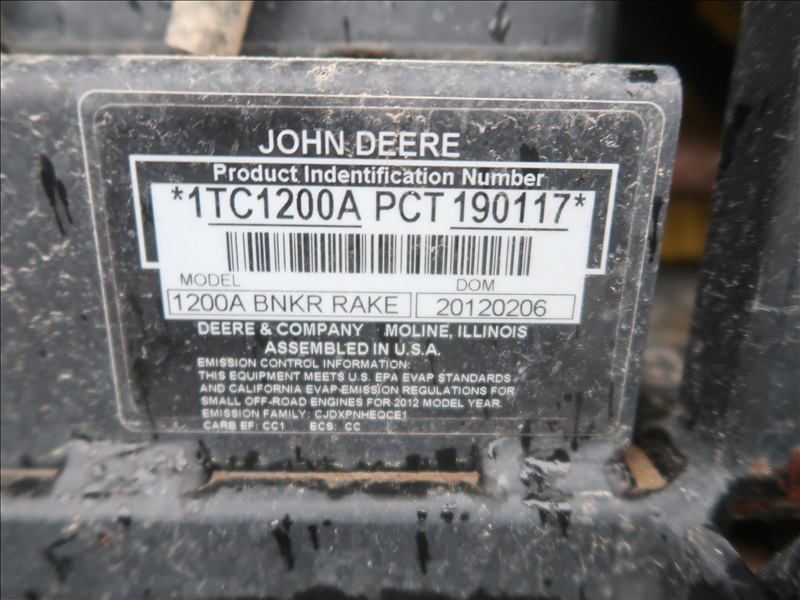 JOHN DEERE
Product Indentification Number
*1TC1200A PCT 190117*
MODEL DOM
1200A BNKR RAKE 20120206
DEERE & COMPANY MOLINE, ILLINOIS
ASSEMBLED IN U.S.A.
EMISSION CONTROL INFORMATION:
THIS EQUIPMENT MEETS U.S. EPA EVAP STANDARDS
AND CALIFORNIA EVAP EMISSION REGULATIONS FOR
SMALL OFF-ROAD ENGINES FOR 2012 MODEL YEAR.
EMISSION FAMILY: CJDXPNHEQCE1
CARB EF: CC1 ECS: CC